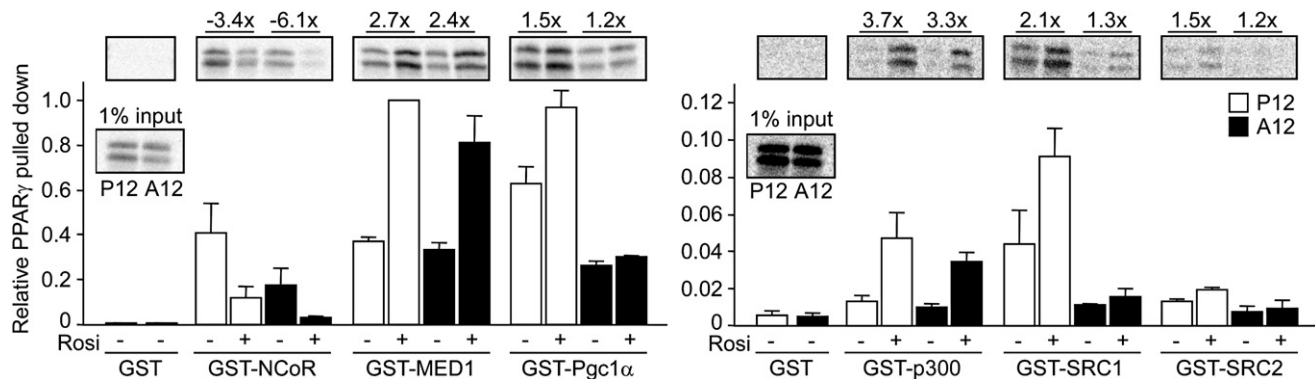 -3.4x -6.1x 2.7x 2.4x 1.5x 1.2x
Relative PPARγ pulled down
1.0
0.8
0.6
0.4
0.2
0
1% input
P12 A12
Rosi - - - + - + - + - + - + - +
GST GST-NCoR GST-MED1 GST-Pgc1α
3.7x 3.3x 2.1x 1.3x 1.5x 1.2x
0.12
0.10
0.08
0.06
0.04
0.02
0
1% input
P12 A12
P12
A12
Rosi - - - + - + - + - + - + - +
GST GST-p300 GST-SRC1 GST-SRC2